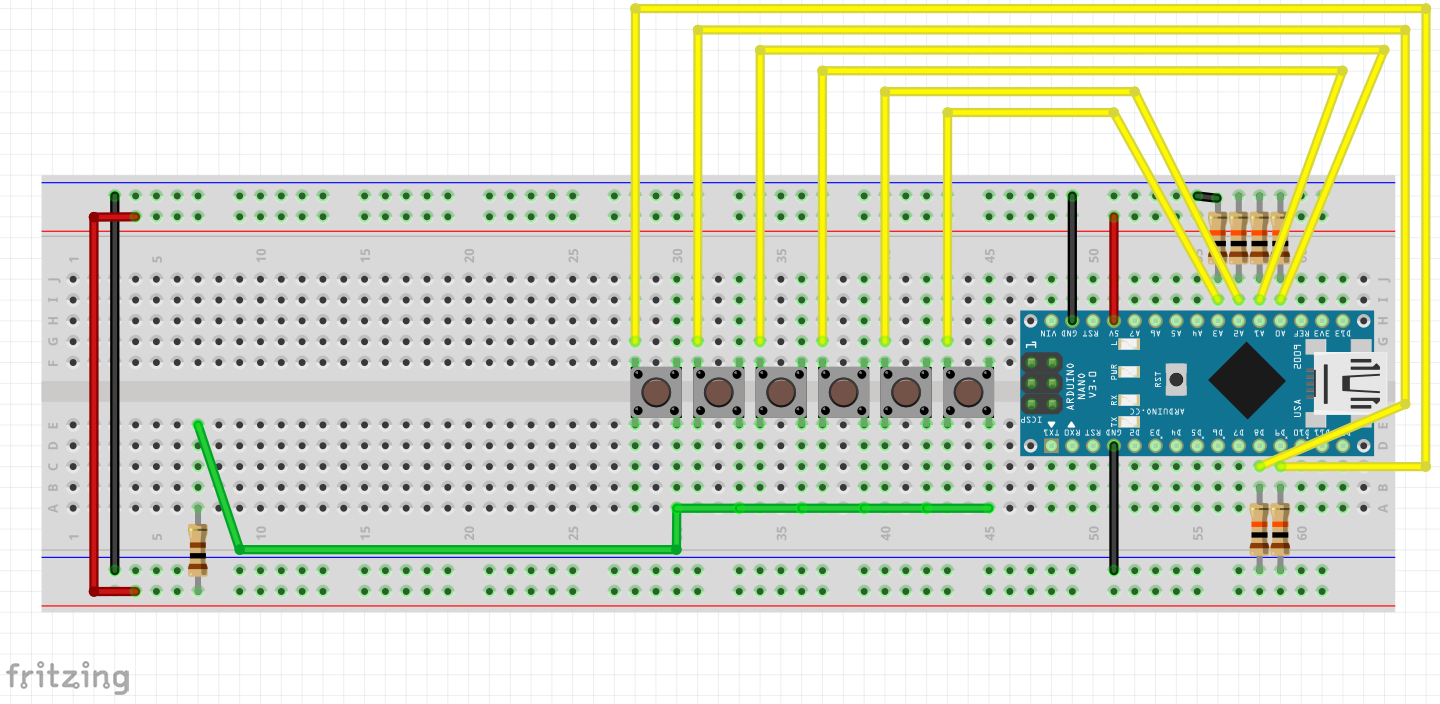 1 5 10 15 20 25 30 35 40 45 50 55 60
J
I
H
G
F
VIN GND RST 5V A7 A6 A5 A4 A3 A2 A1 A0 REF 3V3 D13
1
L
PWR
RX
TX
ARDUINO
NANO
V3.0
RST
ARDUINO.CC
2009
USA
ICSP
TX1 RX0 RST GND D2 D3 D4 D5 D6 D7 D8 D9 D10 D11
E
D
C
B
A
1 5 10 15 20 25 30 35 40 45 50 55 60
fritzing